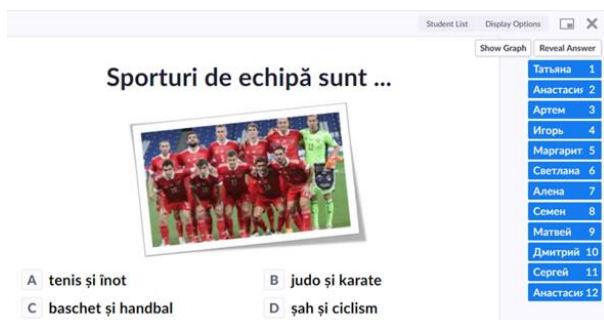 Student List Display Options
Show Graph Reveal Answer
Sporturi de echipă sunt ...
A tenis și înot
B judo și karate
C baschet și handbal
D șah și ciclism
Татьяна 1
Анастасия 2
Артем 3
Игорь 4
Маргарит 5
Светлана 6
Алена 7
Семен 8
Матвей 9
Дмитрий 10
Сергей 11
Анастасия 12